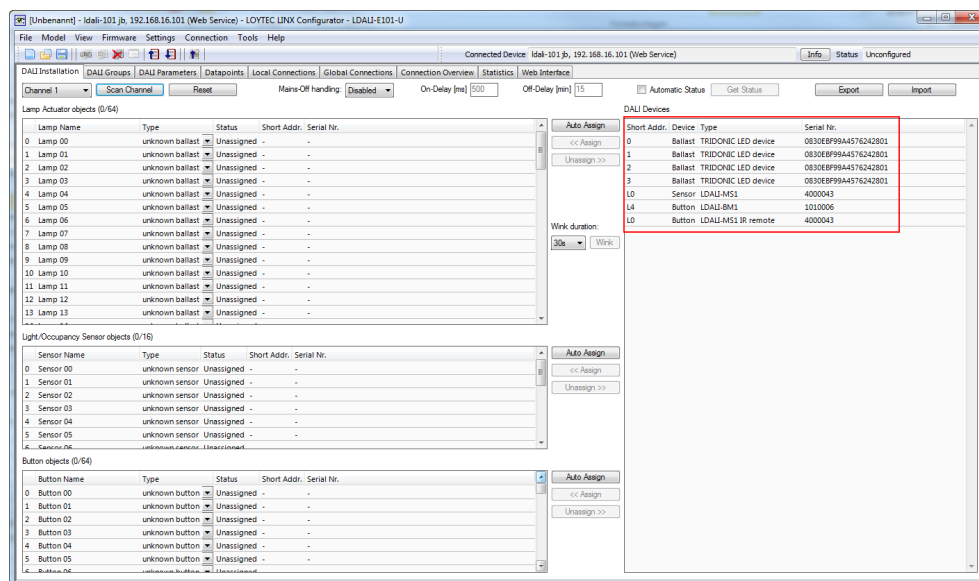 [Unbenannt] - ldali-101 jb, 192.168.16.101 (Web Service) - LOYTEC LINX Configurator - LDALI-E101-U
File Model View Firmware Settings Connection Tools Help
Connected Device ldali-101 jb, 192.168.16.101 (Web Service) Info Status Unconfigured
DALI Installation DALI Groups DALI Parameters Datapoints Local Connections Global Connections Connection Overview Statistics Web Interface
Channel 1 Scan Channel Reset Mains-Off handling: Disabled On-Delay [ms] 500 Off-Delay [min] 15 Automatic Status Get Status Export Import
Lamp Actuator objects (0/64)
Lamp Name Type Status Short Addr. Serial Nr.
0 Lamp 00 unknown ballast Unassigned - -
1 Lamp 01 unknown ballast Unassigned - -
2 Lamp 02 unknown ballast Unassigned - -
3 Lamp 03 unknown ballast Unassigned - -
4 Lamp 04 unknown ballast Unassigned - -
5 Lamp 05 unknown ballast Unassigned - -
6 Lamp 06 unknown ballast Unassigned - -
7 Lamp 07 unknown ballast Unassigned - -
8 Lamp 08 unknown ballast Unassigned - -
9 Lamp 09 unknown ballast Unassigned - -
10 Lamp 10 unknown ballast Unassigned - -
11 Lamp 11 unknown ballast Unassigned - -
12 Lamp 12 unknown ballast Unassigned - -
13 Lamp 13 unknown ballast Unassigned - -
Auto Assign
<< Assign
Unassign >>
Wink duration:
30s Wink
DALI Devices
Short Addr. Device Type Serial Nr.
0 Ballast TRIDONIC LED device 0830EBF99A4576242801
1 Ballast TRIDONIC LED device 0830EBF99A4576242801
2 Ballast TRIDONIC LED device 0830EBF99A4576242801
3 Ballast TRIDONIC LED device 0830EBF99A4576242801
L0 Sensor LDALI-MS1 4000043
L4 Button LDALI-BM1 1010006
L0 Button LDALI-MS1 IR remote 4000043
Light/Occupancy Sensor objects (0/16)
Sensor Name Type Status Short Addr. Serial Nr.
0 Sensor 00 unknown sensor Unassigned - -
1 Sensor 01 unknown sensor Unassigned - -
2 Sensor 02 unknown sensor Unassigned - -
3 Sensor 03 unknown sensor Unassigned - -
4 Sensor 04 unknown sensor Unassigned - -
5 Sensor 05 unknown sensor Unassigned - -
6 Sensor 06 unknown sensor Unassigned
Auto Assign
<< Assign
Unassign >>
Button objects (0/64)
Button Name Type Status Short Addr. Serial Nr.
0 Button 00 unknown button Unassigned - -
1 Button 01 unknown button Unassigned - -
2 Button 02 unknown button Unassigned - -
3 Button 03 unknown button Unassigned - -
4 Button 04 unknown button Unassigned - -
5 Button 05 unknown button Unassigned - -
6 Button 06 unknown button Unassigned
Auto Assign
<< Assign
Unassign >>